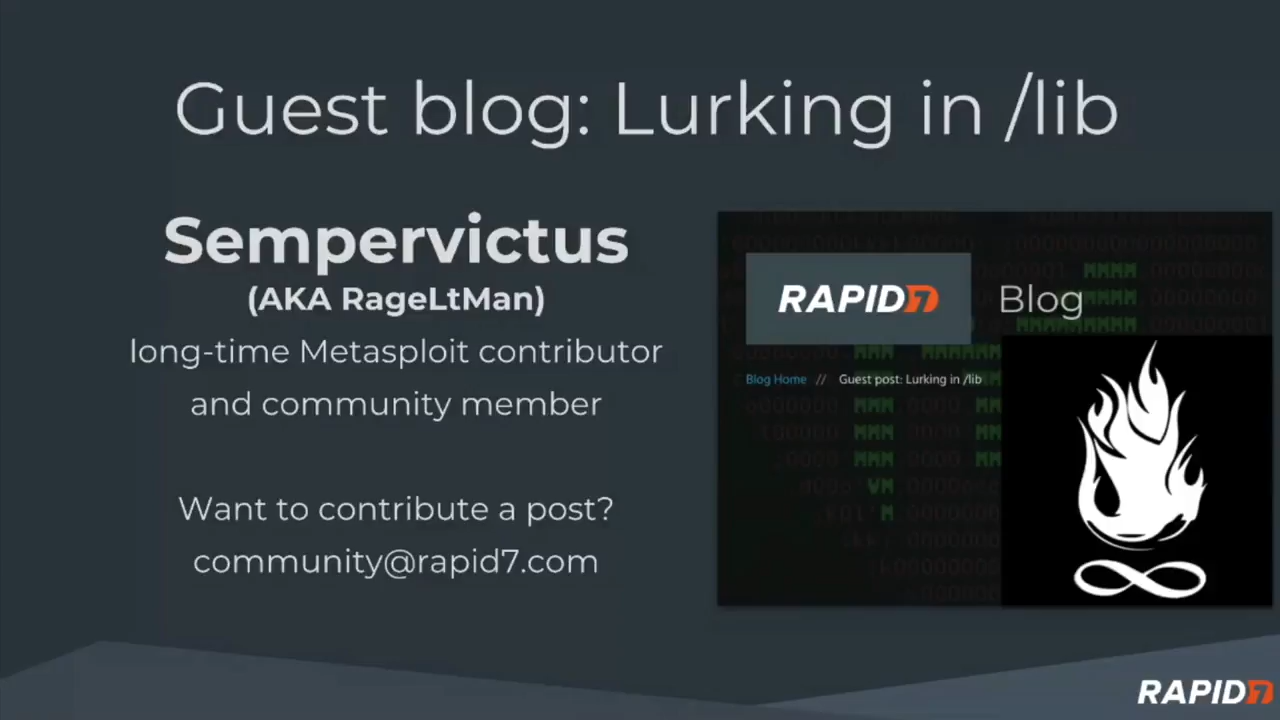 Guest blog: Lurking in /lib
Sempervictus
(AKA RageLtMan)
long-time Metasploit contributor
and community member
Want to contribute a post?
community@rapid7.com
RAPID7 Blog
Blog Home // Guest post: Lurking in /lib
RAPID7